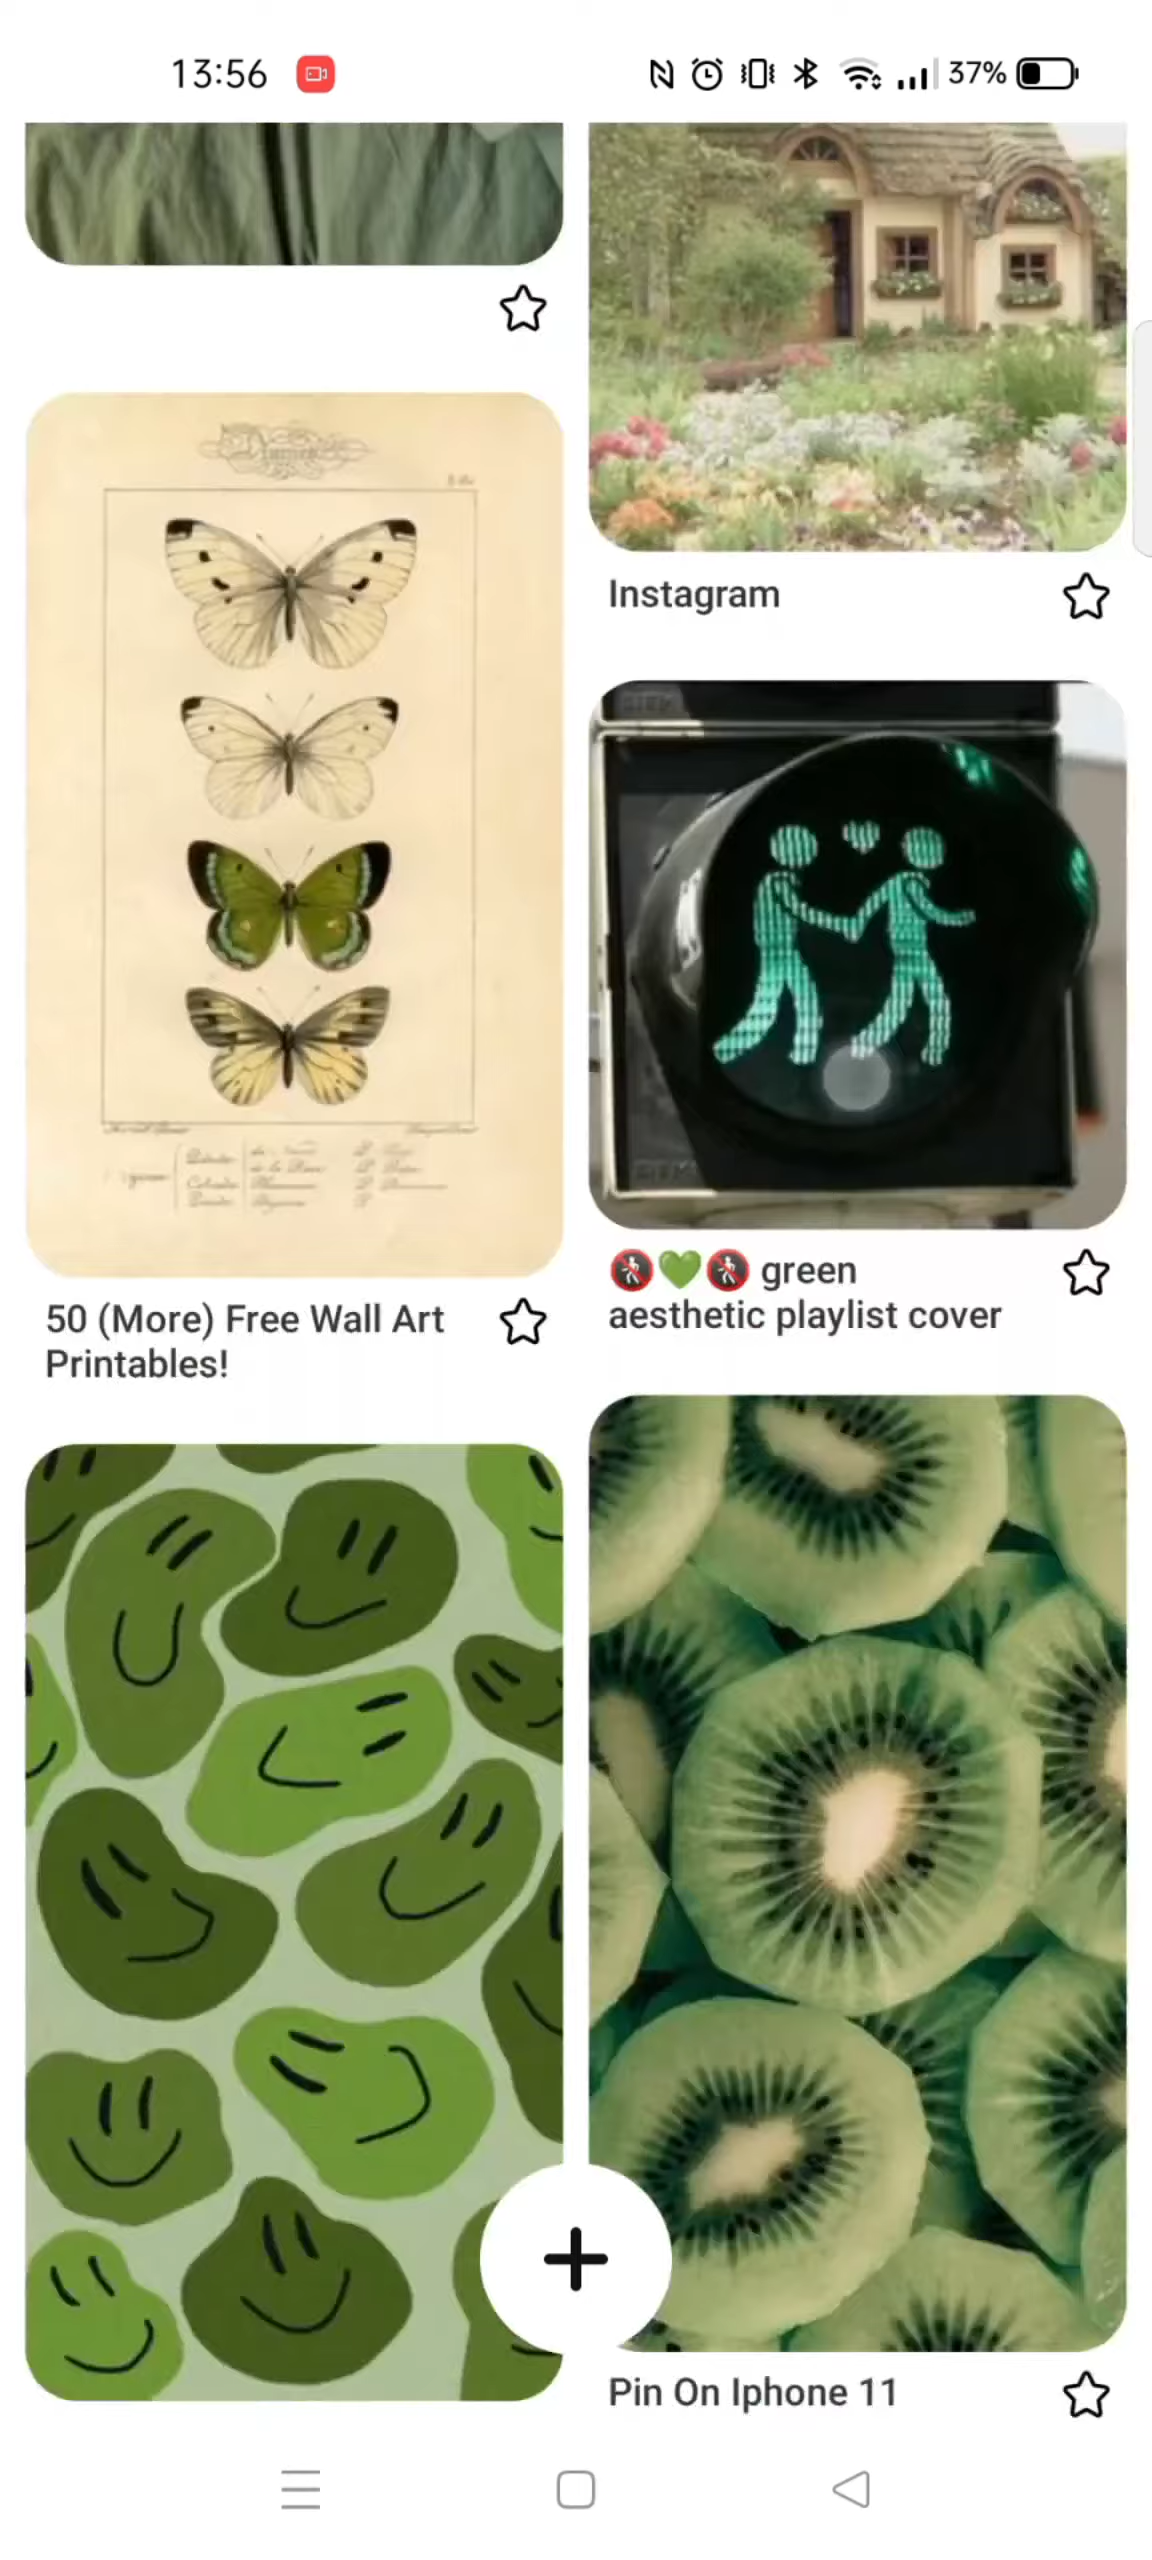 13:56
37%
Instagram
50 (More) Free Wall Art
Printables!
🚷💚🚷 green
aesthetic playlist cover
Pin On Iphone 11